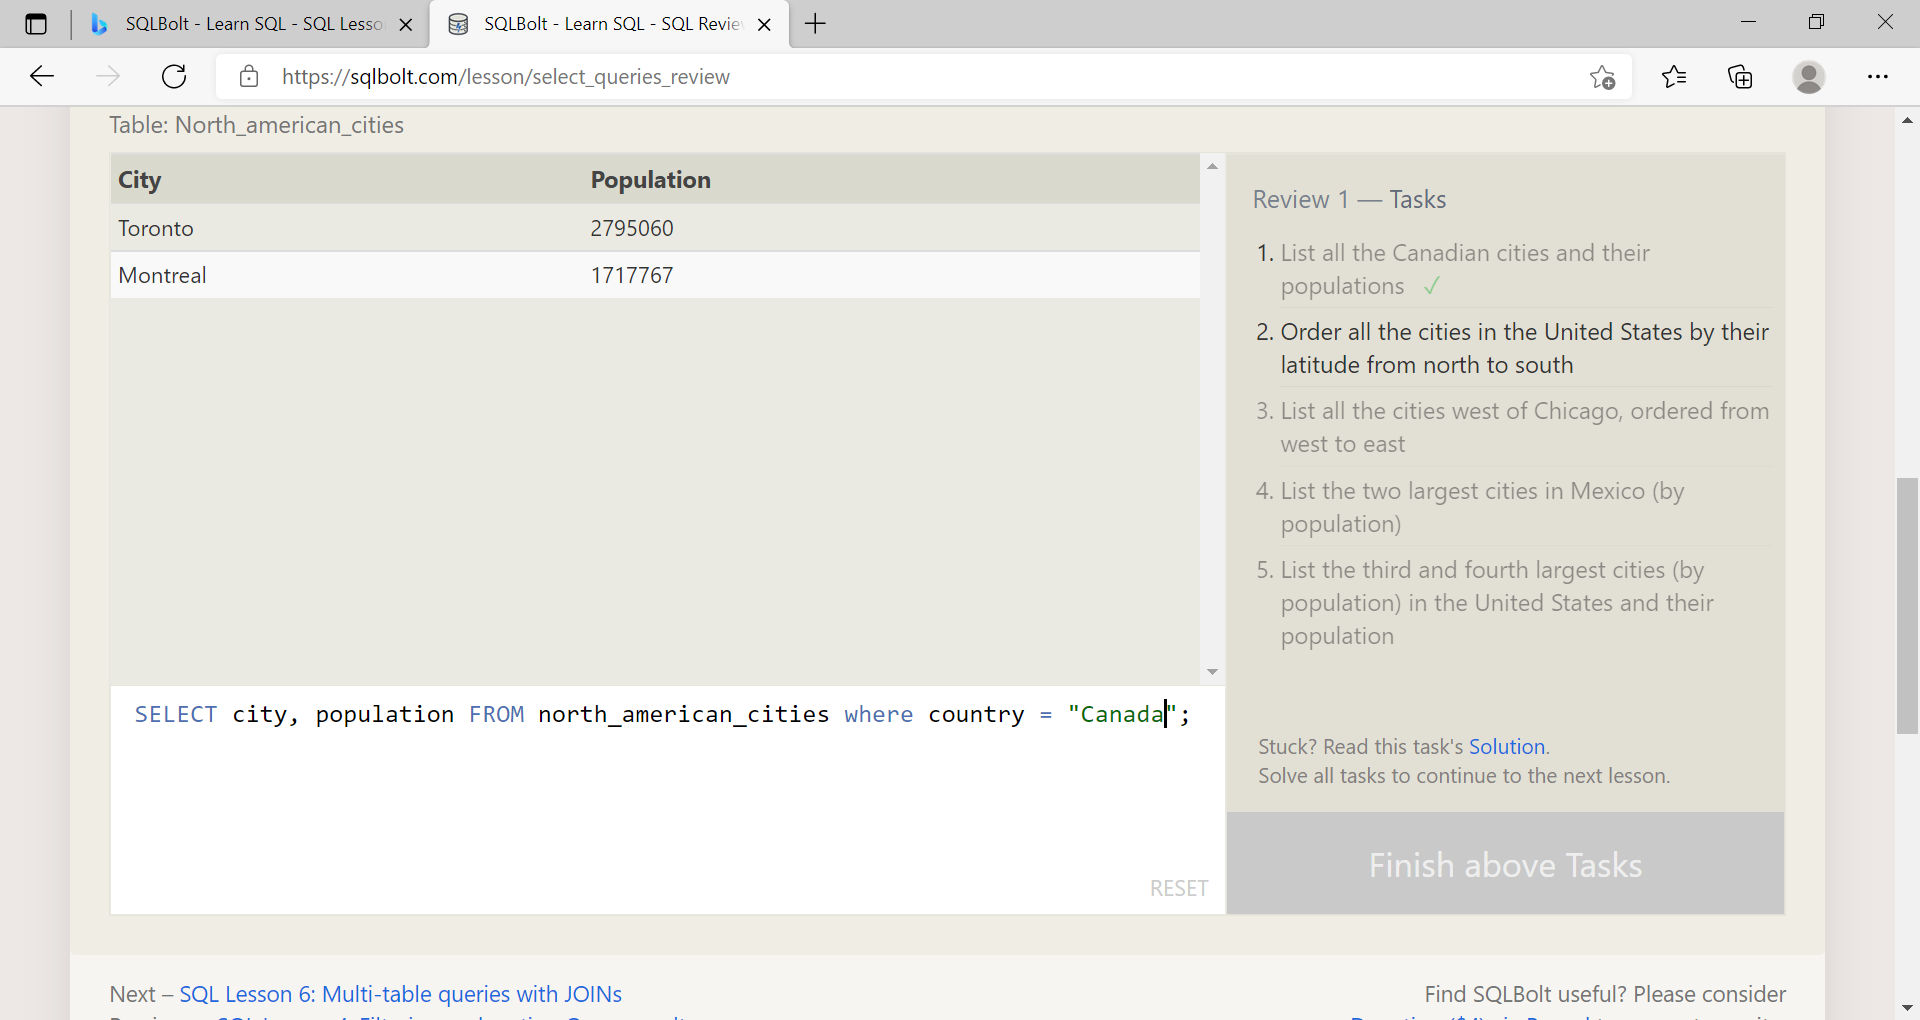 SQLBolt - Learn SQL - SQL Lesso
SQLBolt - Learn SQL - SQL Revie
https://sqlbolt.com/lesson/select_queries_review
Table: North_american_cities
City Population
Toronto 2795060
Montreal 1717767
Review 1 — Tasks
1. List all the Canadian cities and their
populations ✓
2. Order all the cities in the United States by their
latitude from north to south
3. List all the cities west of Chicago, ordered from
west to east
4. List the two largest cities in Mexico (by
population)
5. List the third and fourth largest cities (by
population) in the United States and their
population
SELECT city, population FROM north_american_cities where country = "Canada";
RESET
Stuck? Read this task's Solution.
Solve all tasks to continue to the next lesson.
Finish above Tasks
Next – SQL Lesson 6: Multi-table queries with JOINs
Find SQLBolt useful? Please consider